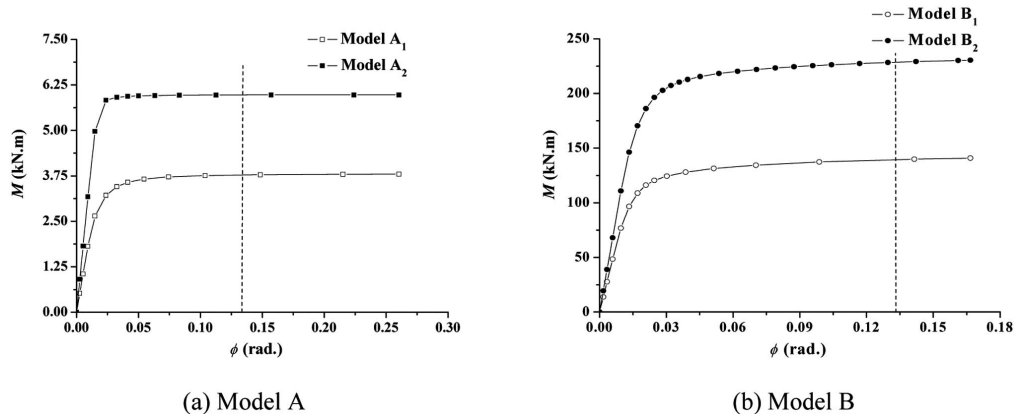 Model A₁
Model A₂
7.50
6.25
5.00
3.75
2.50
1.25
0.00
M (kN.m)
0.00 0.05 0.10 0.15 0.20 0.25 0.30
ϕ (rad.)
(a) Model A
Model B₁
Model B₂
250
200
150
100
50
0
M (kN.m)
0.00 0.03 0.06 0.09 0.12 0.15 0.18
ϕ (rad.)
(b) Model B